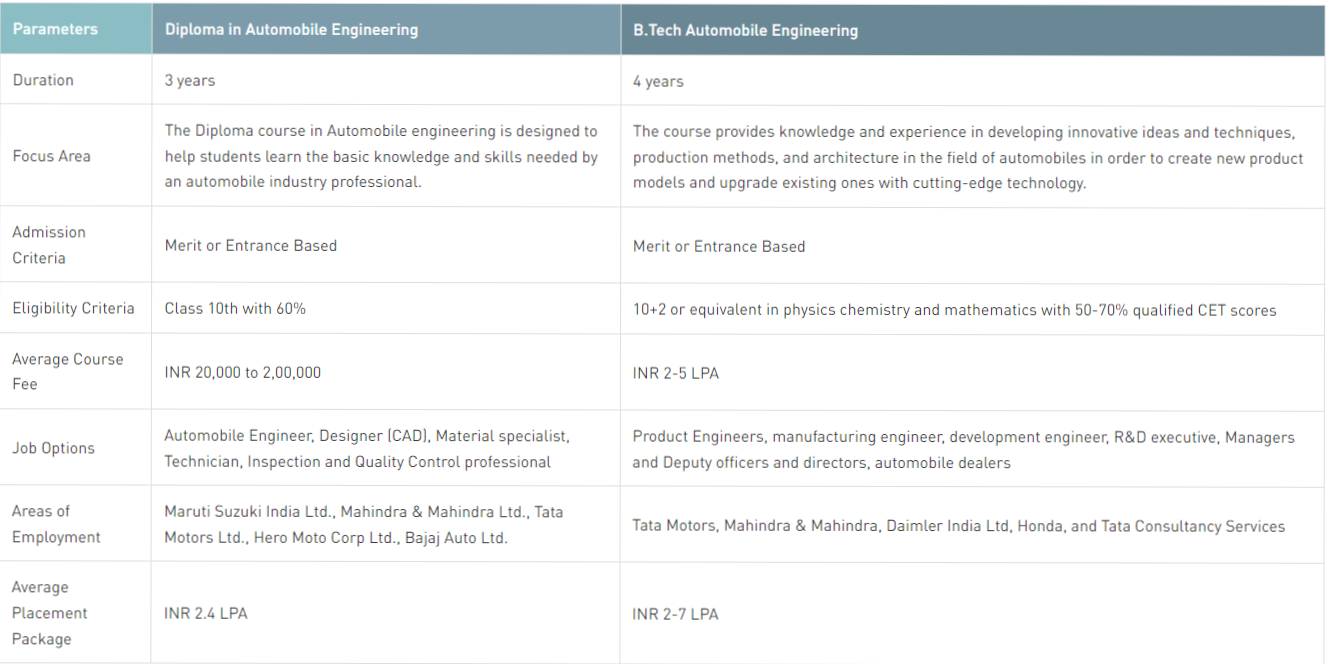 Parameters
Diploma in Automobile Engineering
B.Tech Automobile Engineering
Duration
3 years
4 years
Focus Area
The Diploma course in Automobile engineering is designed to
help students learn the basic knowledge and skills needed by
an automobile industry professional.
The course provides knowledge and experience in developing innovative ideas and techniques,
production methods, and architecture in the field of automobiles in order to create new product
models and upgrade existing ones with cutting-edge technology.
Admission
Criteria
Merit or Entrance Based
Merit or Entrance Based
Eligibility Criteria
Class 10th with 60%
10+2 or equivalent in physics chemistry and mathematics with 50-70% qualified CET scores
Average Course
Fee
INR 20,000 to 2,00,000
INR 2-5 LPA
Job Options
Automobile Engineer, Designer (CAD), Material specialist,
Technician, Inspection and Quality Control professional
Product Engineers, manufacturing engineer, development engineer, R&D executive, Managers
and Deputy officers and directors, automobile dealers
Areas of
Employment
Maruti Suzuki India Ltd., Mahindra & Mahindra Ltd., Tata
Motors Ltd., Hero Moto Corp Ltd., Bajaj Auto Ltd.
Tata Motors, Mahindra & Mahindra, Daimler India Ltd, Honda, and Tata Consultancy Services
Average
Placement
Package
INR 2.4 LPA
INR 2-7 LPA